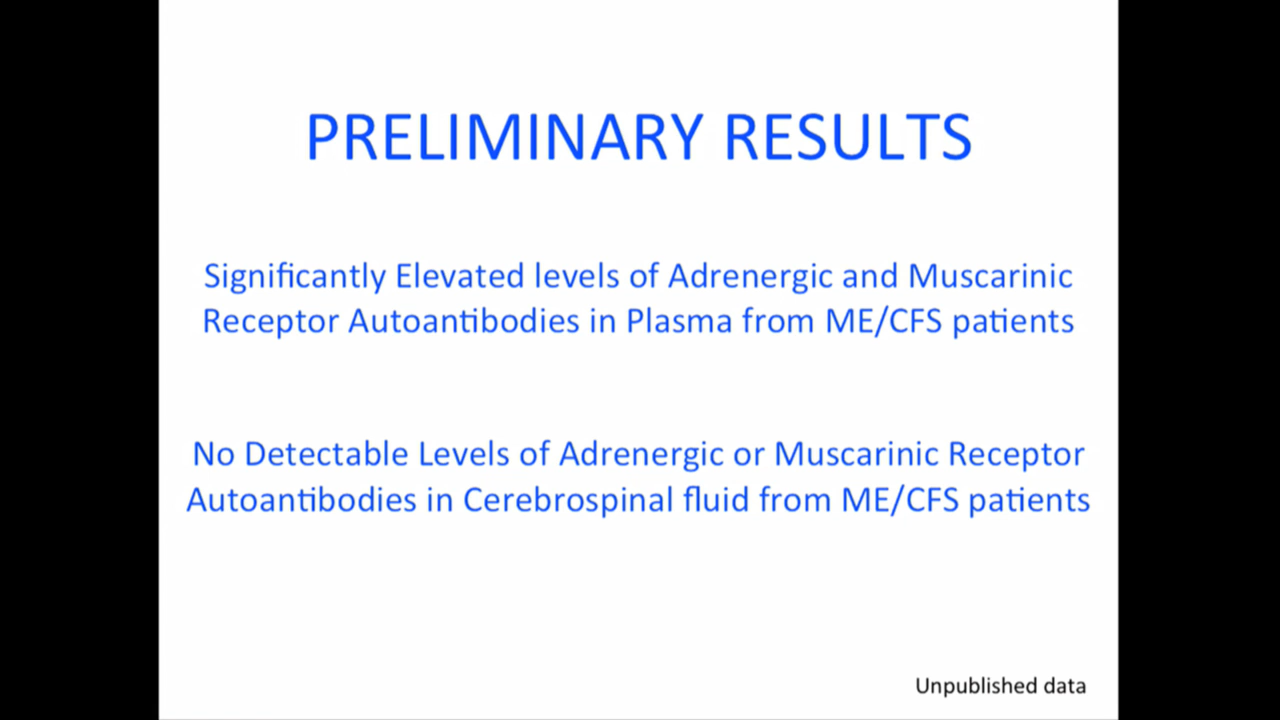 PRELIMINARY RESULTS
Significantly Elevated levels of Adrenergic and Muscarinic
Receptor Autoantibodies in Plasma from ME/CFS patients
No Detectable Levels of Adrenergic or Muscarinic Receptor
Autoantibodies in Cerebrospinal fluid from ME/CFS patients
Unpublished data